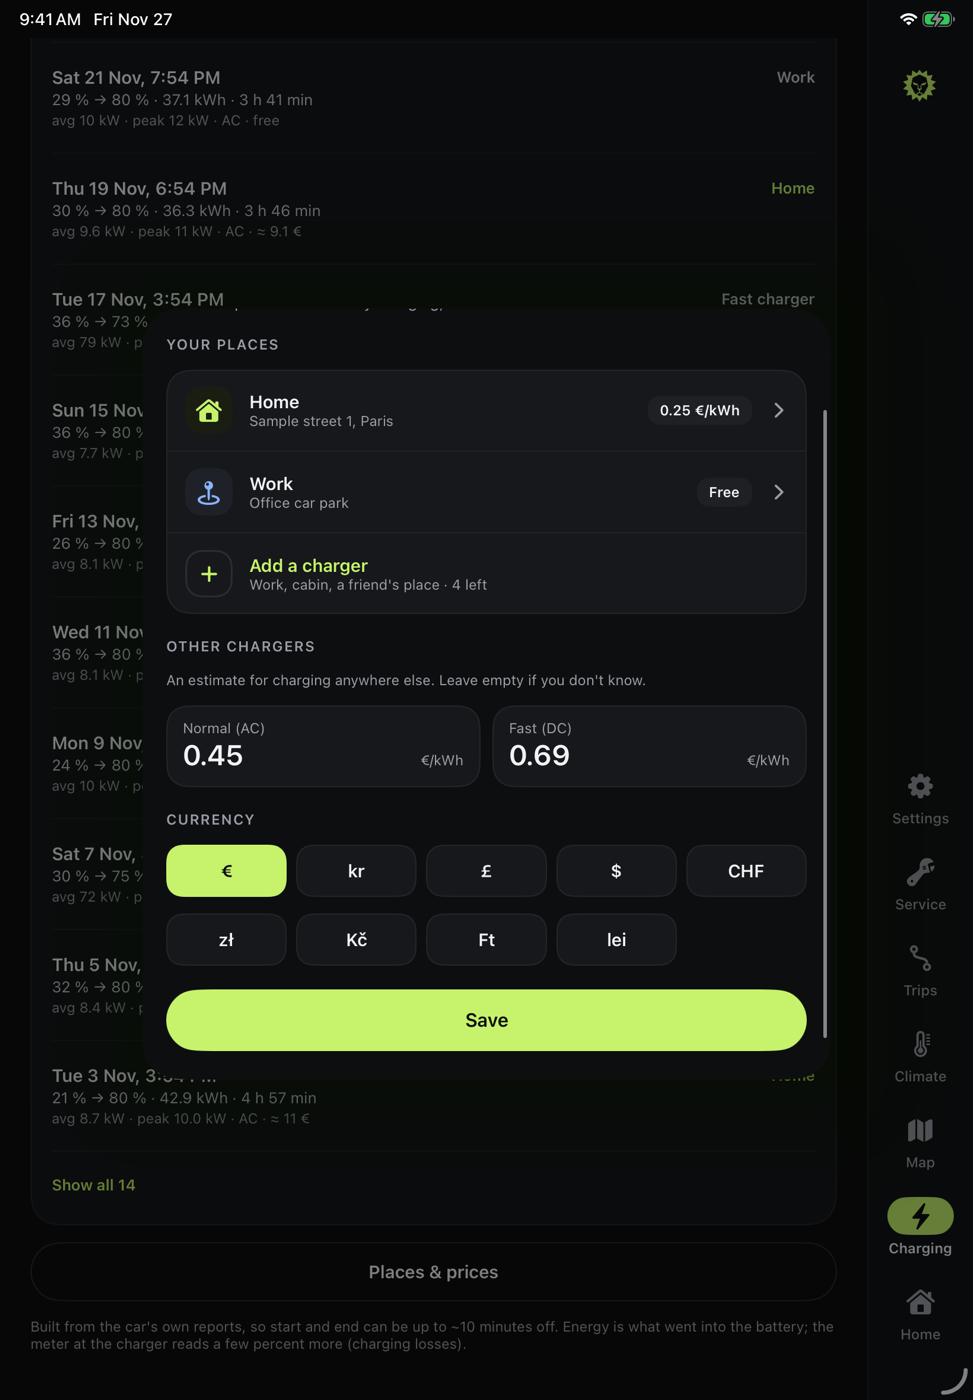 9:41 AM Fri Nov 27
Sat 21 Nov, 7:54 PM
Work
29 % → 80 % · 37.1 kWh · 3 h 41 min
avg 10 kW · peak 12 kW · AC · free
Thu 19 Nov, 6:54 PM
Home
30 % → 80 % · 36.3 kWh · 3 h 46 min
avg 9.6 kW · peak 11 kW · AC · ≈ 9.1 €
Tue 17 Nov, 3:54 PM
Fast charger
36 % → 73 %
avg 79 kW · p
Sun 15 Nov
36 % → 80 %
avg 7.7 kW · p
Fri 13 Nov,
26 % → 80 %
avg 8.1 kW · p
Wed 11 Nov
36 % → 80 %
avg 8.1 kW · p
Mon 9 Nov,
24 % → 80 %
avg 10 kW · p
Sat 7 Nov,
30 % → 75 %
avg 72 kW · p
Thu 5 Nov,
32 % → 80 %
avg 8.4 kW · p
YOUR PLACES
Home
Sample street 1, Paris
0.25 €/kWh
Work
Office car park
Free
Add a charger
Work, cabin, a friend's place · 4 left
OTHER CHARGERS
An estimate for charging anywhere else. Leave empty if you don't know.
Normal (AC)
0.45 €/kWh
Fast (DC)
0.69 €/kWh
CURRENCY
€ kr £ $ CHF
zł Kč Ft lei
Save
Tue 3 Nov,
Home
21 % → 80 % · 42.9 kWh · 4 h 57 min
avg 8.7 kW · peak 10.0 kW · AC · ≈ 11 €
Show all 14
Places & prices
Built from the car's own reports, so start and end can be up to ~10 minutes off. Energy is what went into the battery; the
meter at the charger reads a few percent more (charging losses).
Settings
Service
Trips
Climate
Map
Charging
Home